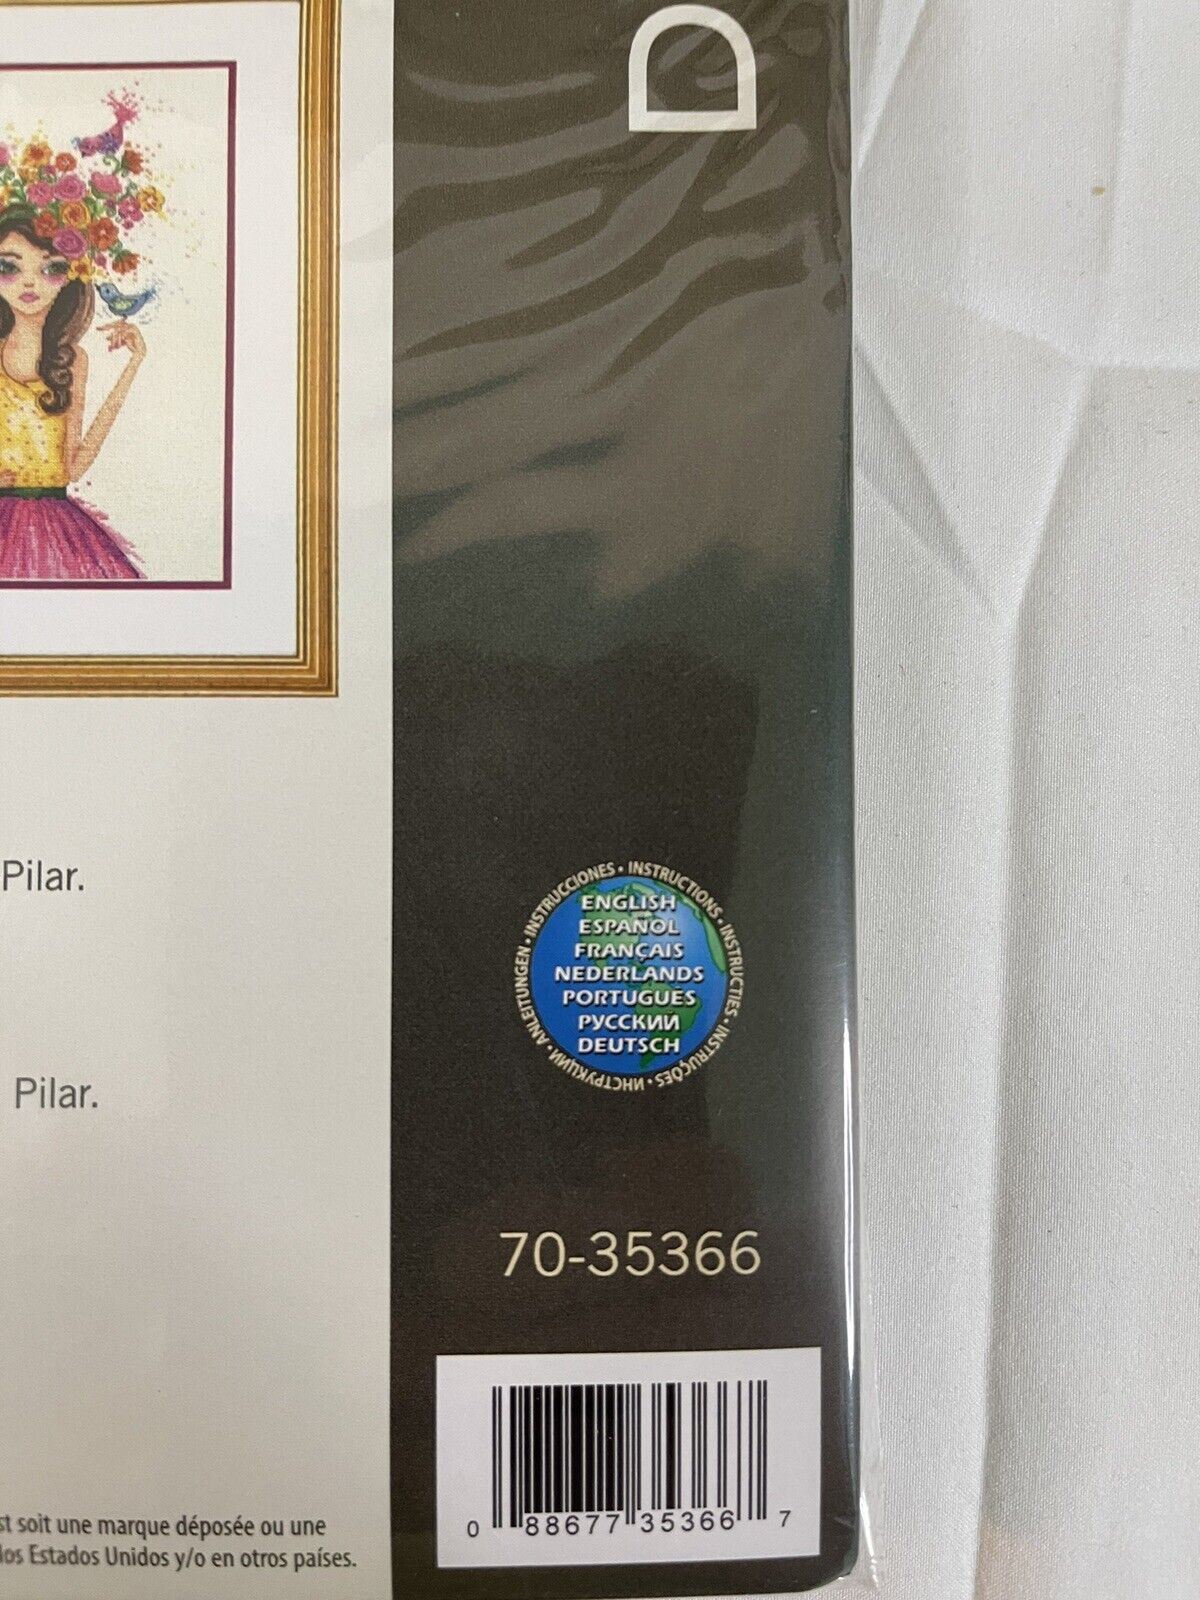 D
Pilar.
Pilar.
INSTRUCCIONES • INSTRUCTIONS • INSTRUCTIES • INSTRUÇÕES • ИНСТРУКЦИИ • ANLEITUNGEN •
ENGLISH
ESPAÑOL
FRANÇAIS
NEDERLANDS
PORTUGUES
РУССКИЙ
DEUTSCH
70-35366
0 88677 35366 7
st soit une marque déposée ou une
los Estados Unidos y/o en otros países.